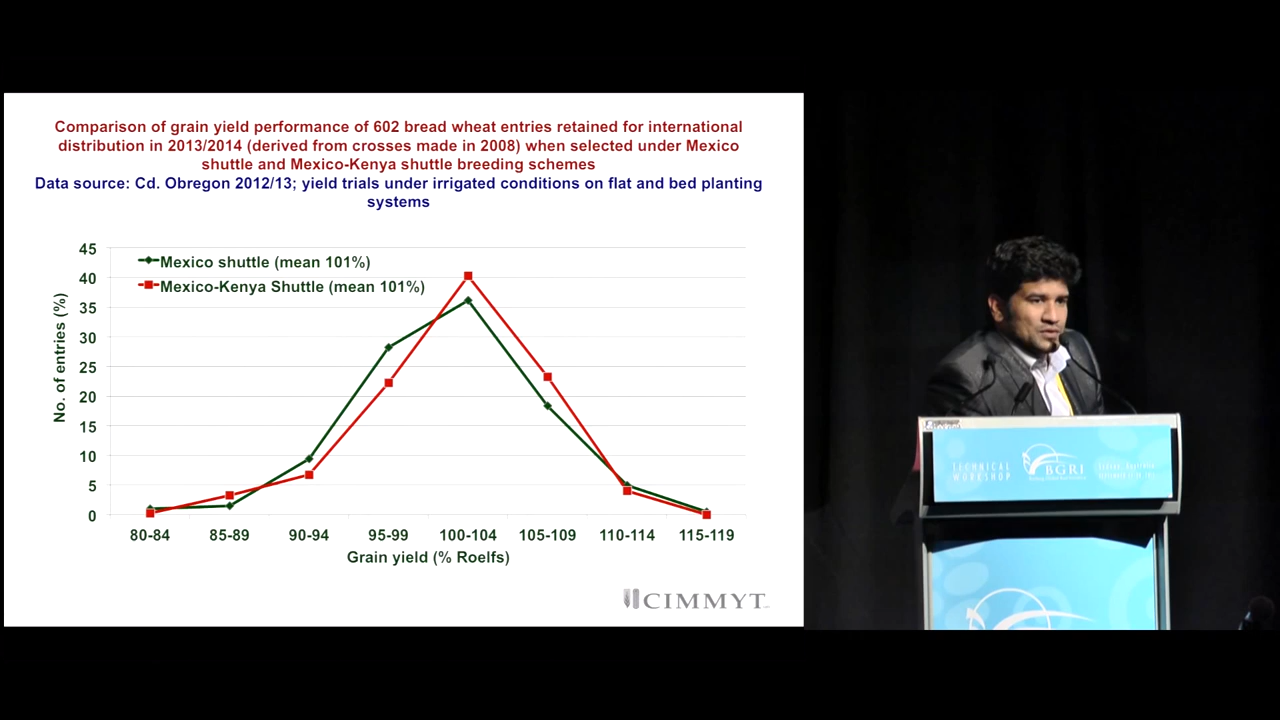 Comparison of grain yield performance of 602 bread wheat entries retained for international
distribution in 2013/2014 (derived from crosses made in 2008) when selected under Mexico
shuttle and Mexico-Kenya shuttle breeding schemes
Data source: Cd. Obregon 2012/13; yield trials under irrigated conditions on flat and bed planting
systems
No. of entries (%)
45
40
35
30
25
20
15
10
5
0
Mexico shuttle (mean 101%)
Mexico-Kenya Shuttle (mean 101%)
80-84 85-89 90-94 95-99 100-104 105-109 110-114 115-119
Grain yield (% Roelfs)
CIMMYT
TECHNICAL
WORKSHOP
BGRI